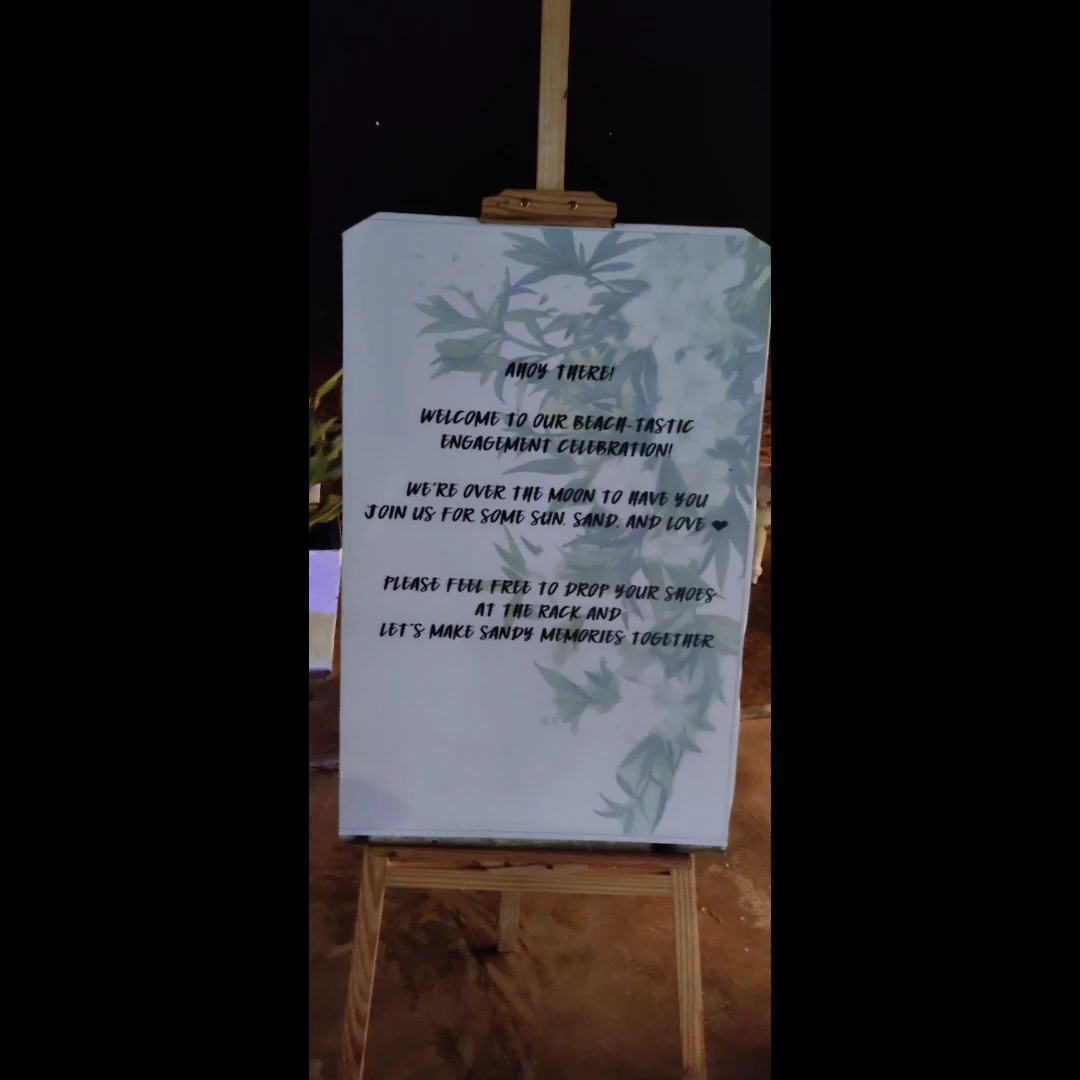 AHOY THERE!
WELCOME TO OUR BEACH-TASTIC
ENGAGEMENT CELEBRATION!
WE'RE OVER THE MOON TO HAVE YOU
JOIN US FOR SOME SUN, SAND, AND LOVE ❤
PLEASE FEEL FREE TO DROP YOUR SHOES
AT THE RACK AND
LET'S MAKE SANDY MEMORIES TOGETHER